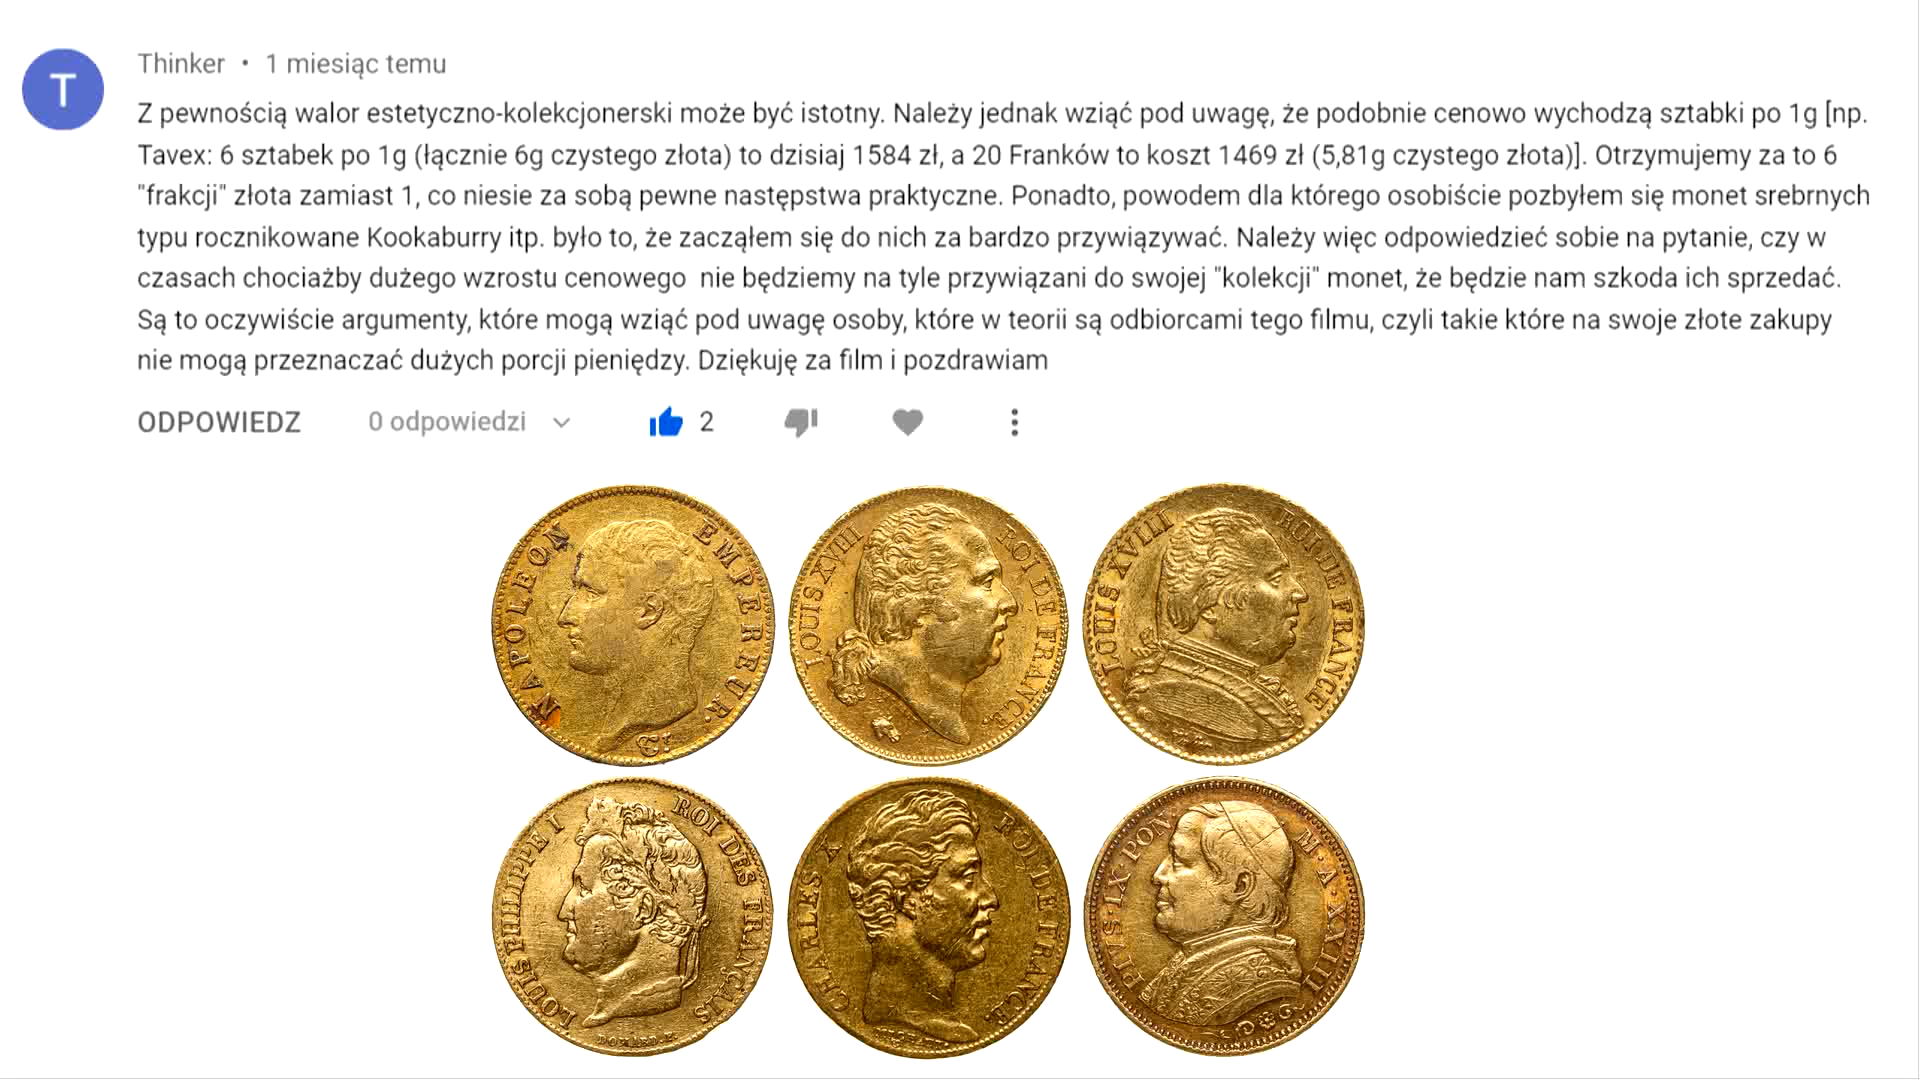 T
Thinker • 1 miesiąc temu
Z pewnością walor estetyczno-kolekcjonerski może być istotny. Należy jednak wziąć pod uwagę, że podobnie cenowo wychodzą sztabki po 1g [np.
Tavex: 6 sztabek po 1g (łącznie 6g czystego złota) to dzisiaj 1584 zł, a 20 Franków to koszt 1469 zł (5,81g czystego złota)]. Otrzymujemy za to 6
"frakcji" złota zamiast 1, co niesie za sobą pewne następstwa praktyczne. Ponadto, powodem dla którego osobiście pozbyłem się monet srebrnych
typu rocznikowane Kookaburry itp. było to, że zacząłem się do nich za bardzo przywiązywać. Należy więc odpowiedzieć sobie na pytanie, czy w
czasach chociażby dużego wzrostu cenowego nie będziemy na tyle przywiązani do swojej "kolekcji" monet, że będzie nam szkoda ich sprzedać.
Są to oczywiście argumenty, które mogą wziąć pod uwagę osoby, które w teorii są odbiorcami tego filmu, czyli takie które na swoje złote zakupy
nie mogą przeznaczać dużych porcji pieniędzy. Dziękuję za film i pozdrawiam
ODPOWIEDZ 0 odpowiedzi 2
NAPOLEON EMPEREUR.
LOUIS XVIII ROI DE FRANCE.
LOUIS XVIII ROI DE FRANCE
LOUIS PHILIPPE I ROI DES FRANÇAIS
DOMARD.F.
CHARLES X ROI DE FRANCE.
PIVS·IX·PON. M·A·XXIII